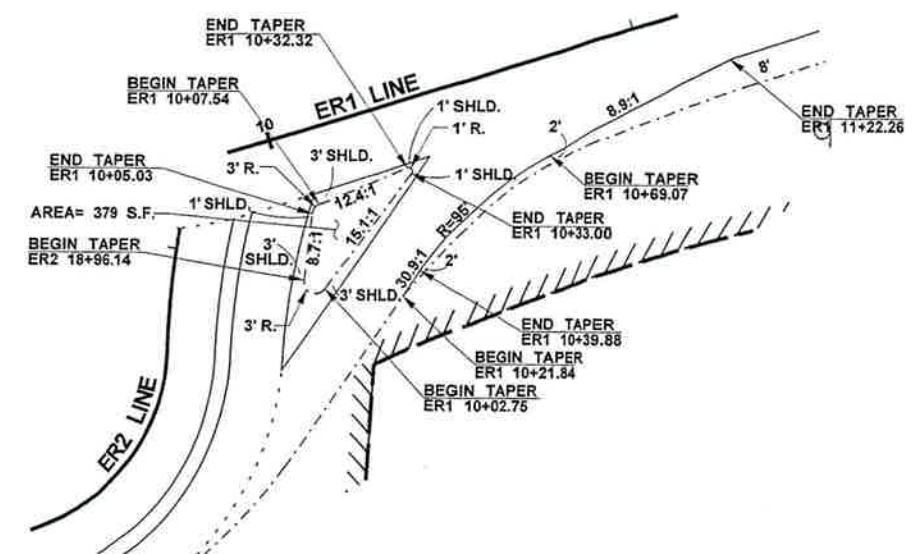 END TAPER
ER1 10+32.32
BEGIN TAPER
ER1 10+07.54
ER1 LINE
10
8'
8.9:1
2'
END TAPER
ER1 11+22.26
1' SHLD.
1' R.
END TAPER
ER1 10+05.03
3' R.
3' SHLD.
1' SHLD.
12.4:1
BEGIN TAPER
ER1 10+69.07
1' SHLD.
AREA= 379 S.F.
15.1:1
R=95'
END TAPER
ER1 10+33.00
BEGIN TAPER
ER2 18+96.14
3'
SHLD.
8.7:1
30.9:1
2'
3' SHLD.
3' R.
END TAPER
ER1 10+39.88
BEGIN TAPER
ER1 10+21.84
BEGIN TAPER
ER1 10+02.75
ER2 LINE